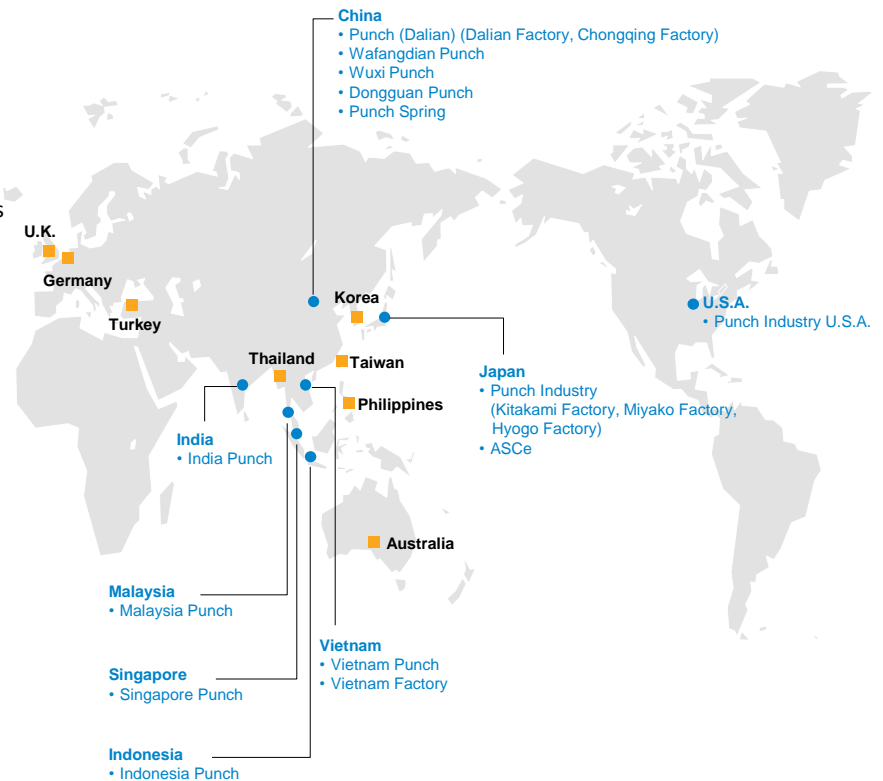 China
• Punch (Dalian) (Dalian Factory, Chongqing Factory)
• Wafangdian Punch
• Wuxi Punch
• Dongguan Punch
• Punch Spring
s
U.K.
Germany
Turkey
Korea
U.S.A.
• Punch Industry U.S.A.
Thailand
Taiwan
Philippines
Japan
• Punch Industry
(Kitakami Factory, Miyako Factory,
Hyogo Factory)
• ASCe
India
• India Punch
Australia
Malaysia
• Malaysia Punch
Vietnam
• Vietnam Punch
• Vietnam Factory
Singapore
• Singapore Punch
Indonesia
• Indonesia Punch